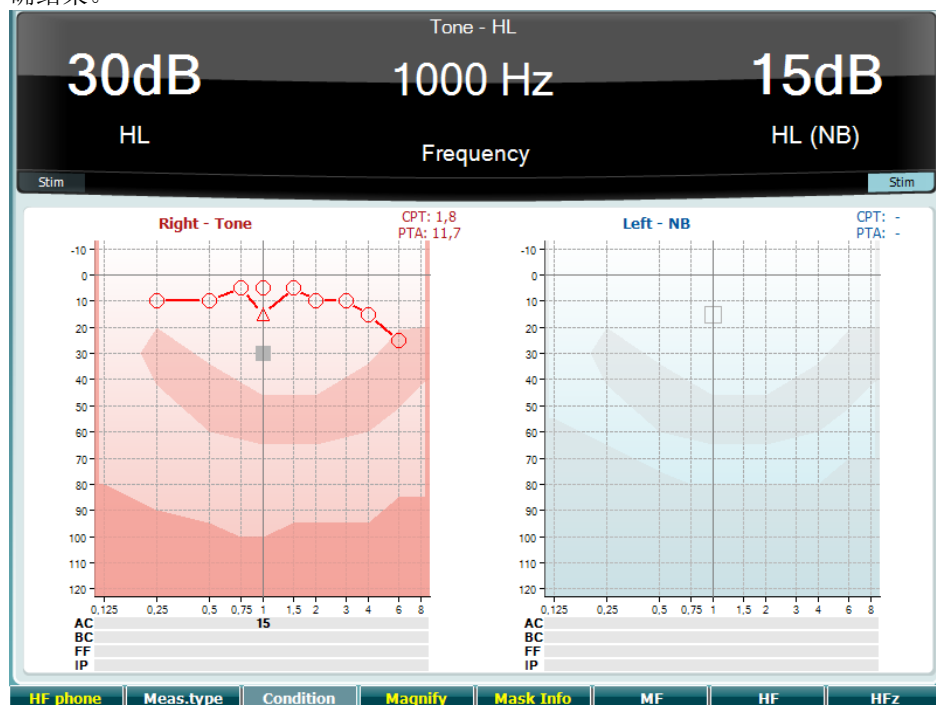 确结果。
Tone - HL
30dB 1000 Hz 15dB
HL Frequency HL (NB)
Stim Stim
Right - Tone CPT: 1,8
PTA: 11,7
Left - NB CPT: -
PTA: -
-10
0
10
20
30
40
50
60
70
80
90
100
110
120
0,125 0,25 0,5 0,75 1 1,5 2 3 4 6 8
AC 15
BC
FF
IP
-10
0
10
20
30
40
50
60
70
80
90
100
110
120
0,125 0,25 0,5 0,75 1 1,5 2 3 4 6 8
AC
BC
FF
IP
HF phone Meas.type Condition Magnify Mask Info MF HF HFz